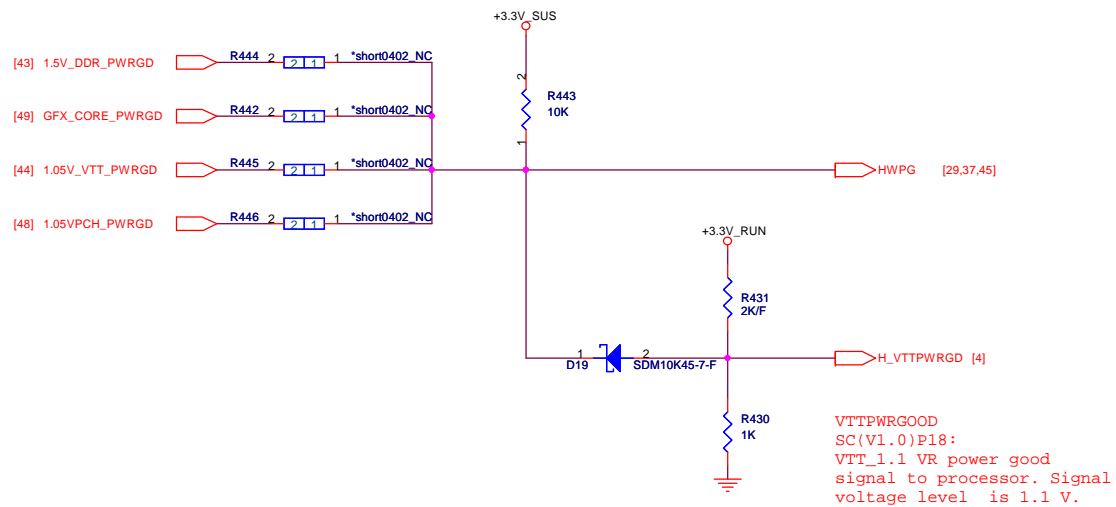 +3.3V_SUS
[43] 1.5V_DDR_PWRGD R444 2 2 1 1 *short0402_NC
2
R443
10K
1
[49] GFX_CORE_PWRGD R442 2 2 1 1 *short0402_NC
[44] 1.05V_VTT_PWRGD R445 2 2 1 1 *short0402_NC
HWPG [29,37,45]
[48] 1.05VPCH_PWRGD R446 2 2 1 1 *short0402_NC
+3.3V_RUN
R431
2K/F
1 2
D19 SDM10K45-7-F
H_VTTPWRGD [4]
R430
1K
VTTPWRGOOD
SC(V1.0)P18:
VTT_1.1 VR power good
signal to processor. Signal
voltage level is 1.1 V.